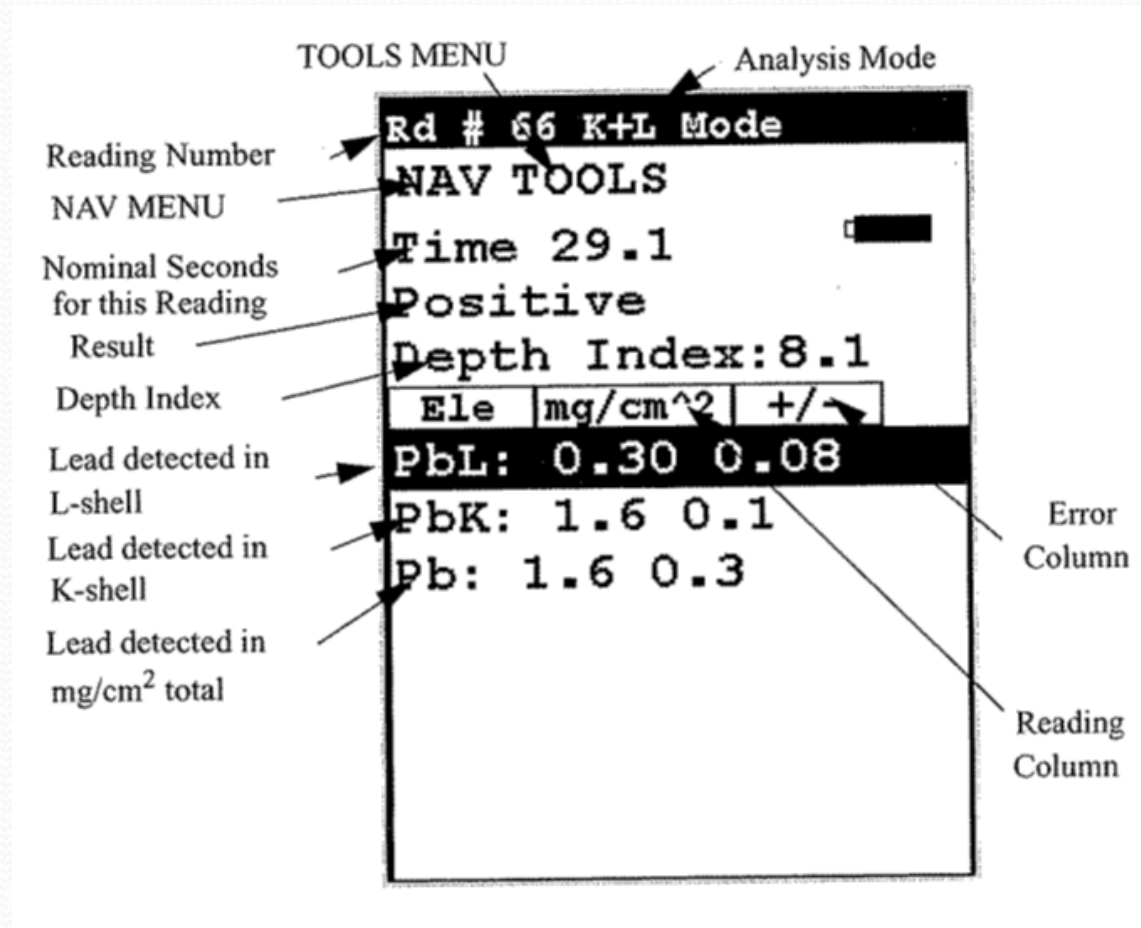 TOOLS MENU
Analysis Mode
Rd # 66 K+L Mode
Reading Number
NAV TOOLS
NAV MENU
Time 29.1
Nominal Seconds
for this Reading
Positive
Result
Depth Index:8.1
Depth Index
Ele mg/cm^2 +/-
Lead detected in
L-shell
PbL: 0.30 0.08
Error
Column
PbK: 1.6 0.1
Lead detected in
K-shell
Pb: 1.6 0.3
Lead detected in
mg/cm2 total
Reading
Column